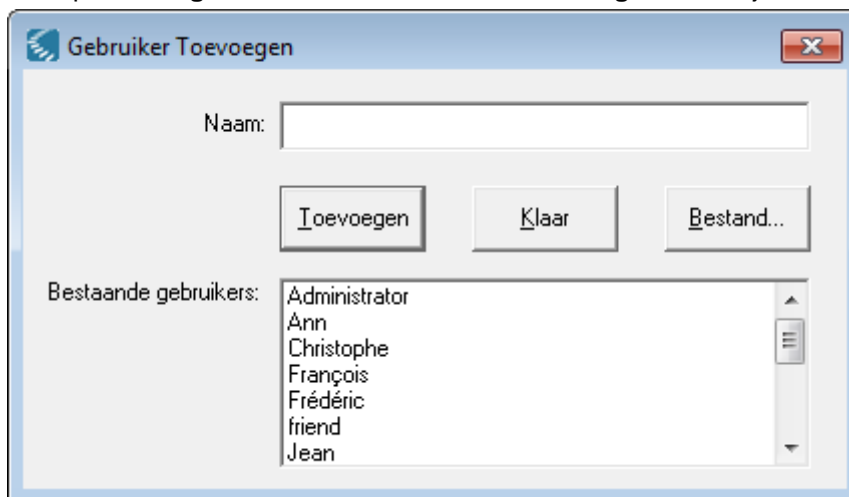 Gebruiker Toevoegen
Naam:
Toevoegen Klaar Bestand...
Bestaande gebruikers:
Administrator
Ann
Christophe
François
Frédéric
friend
Jean